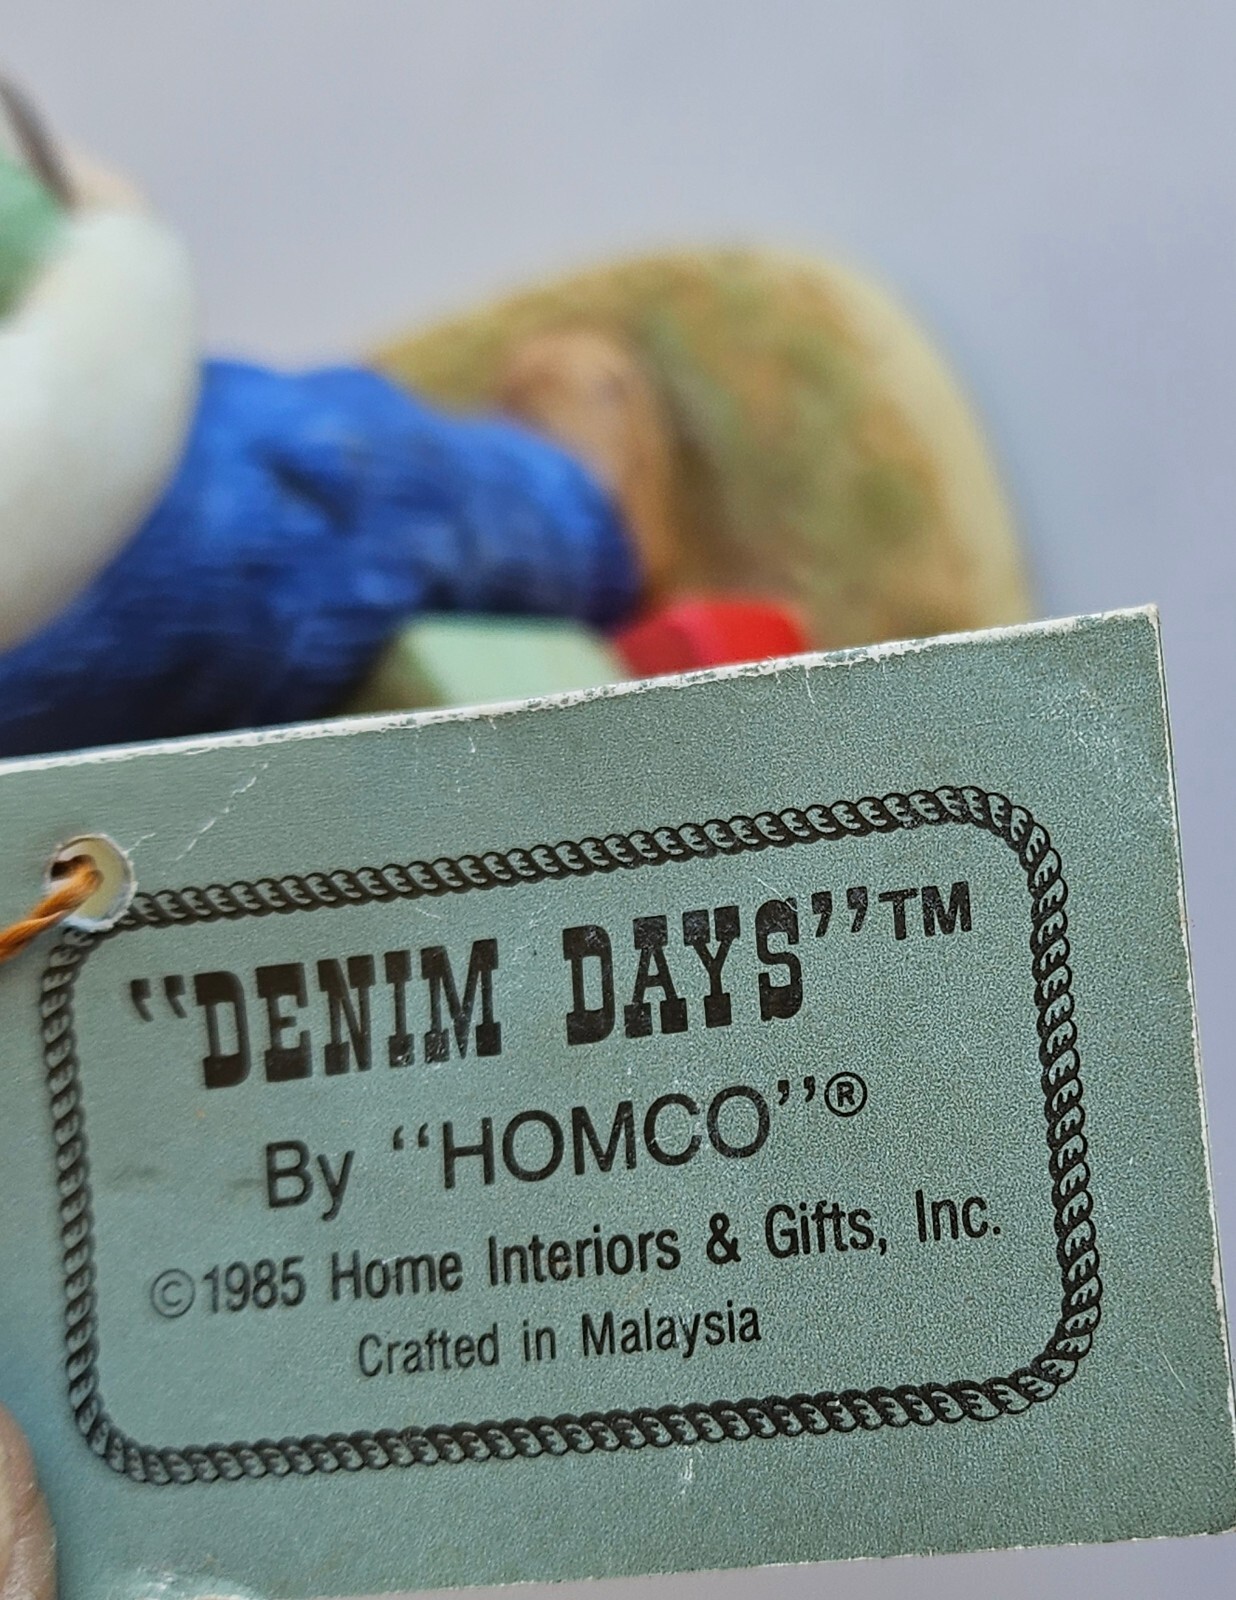 “DENIM DAYS”™
By “HOMCO”®
©1985 Home Interiors & Gifts, Inc.
Crafted in Malaysia